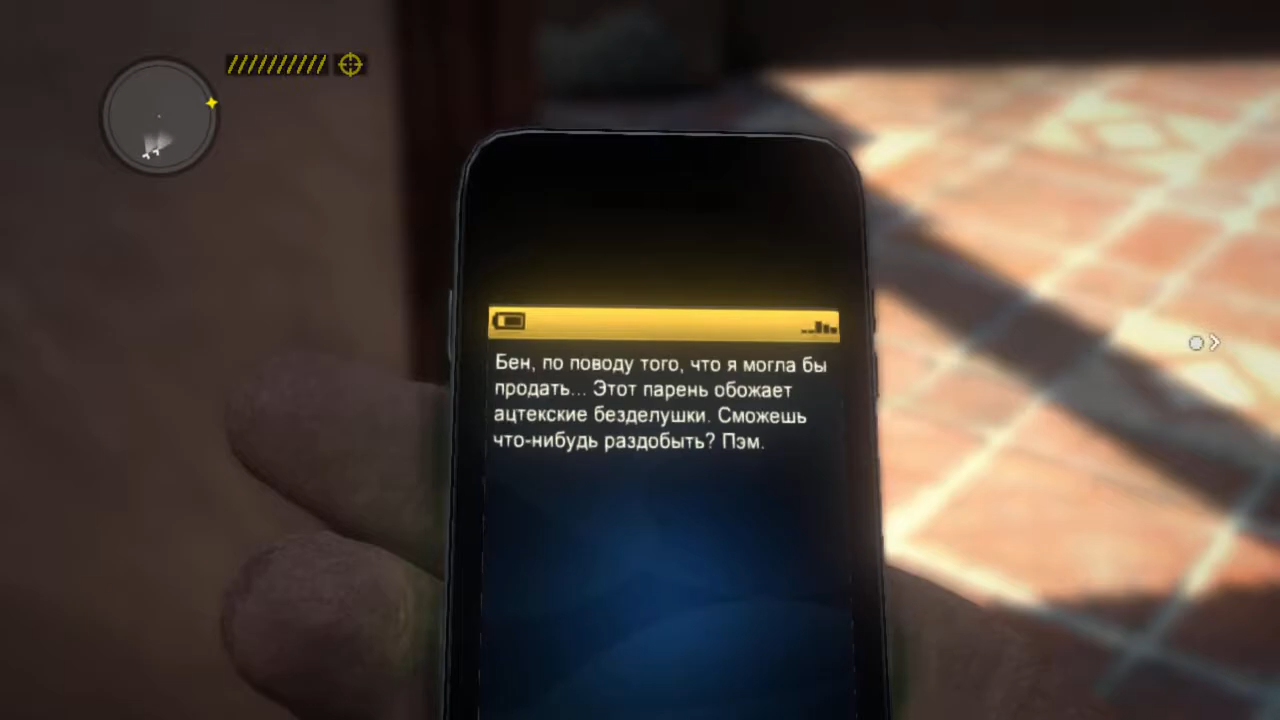 Бен, по поводу того, что я могла бы
продать... Этот парень обожает
ацтекские безделушки. Сможешь
что-нибудь раздобыть? Пэм.